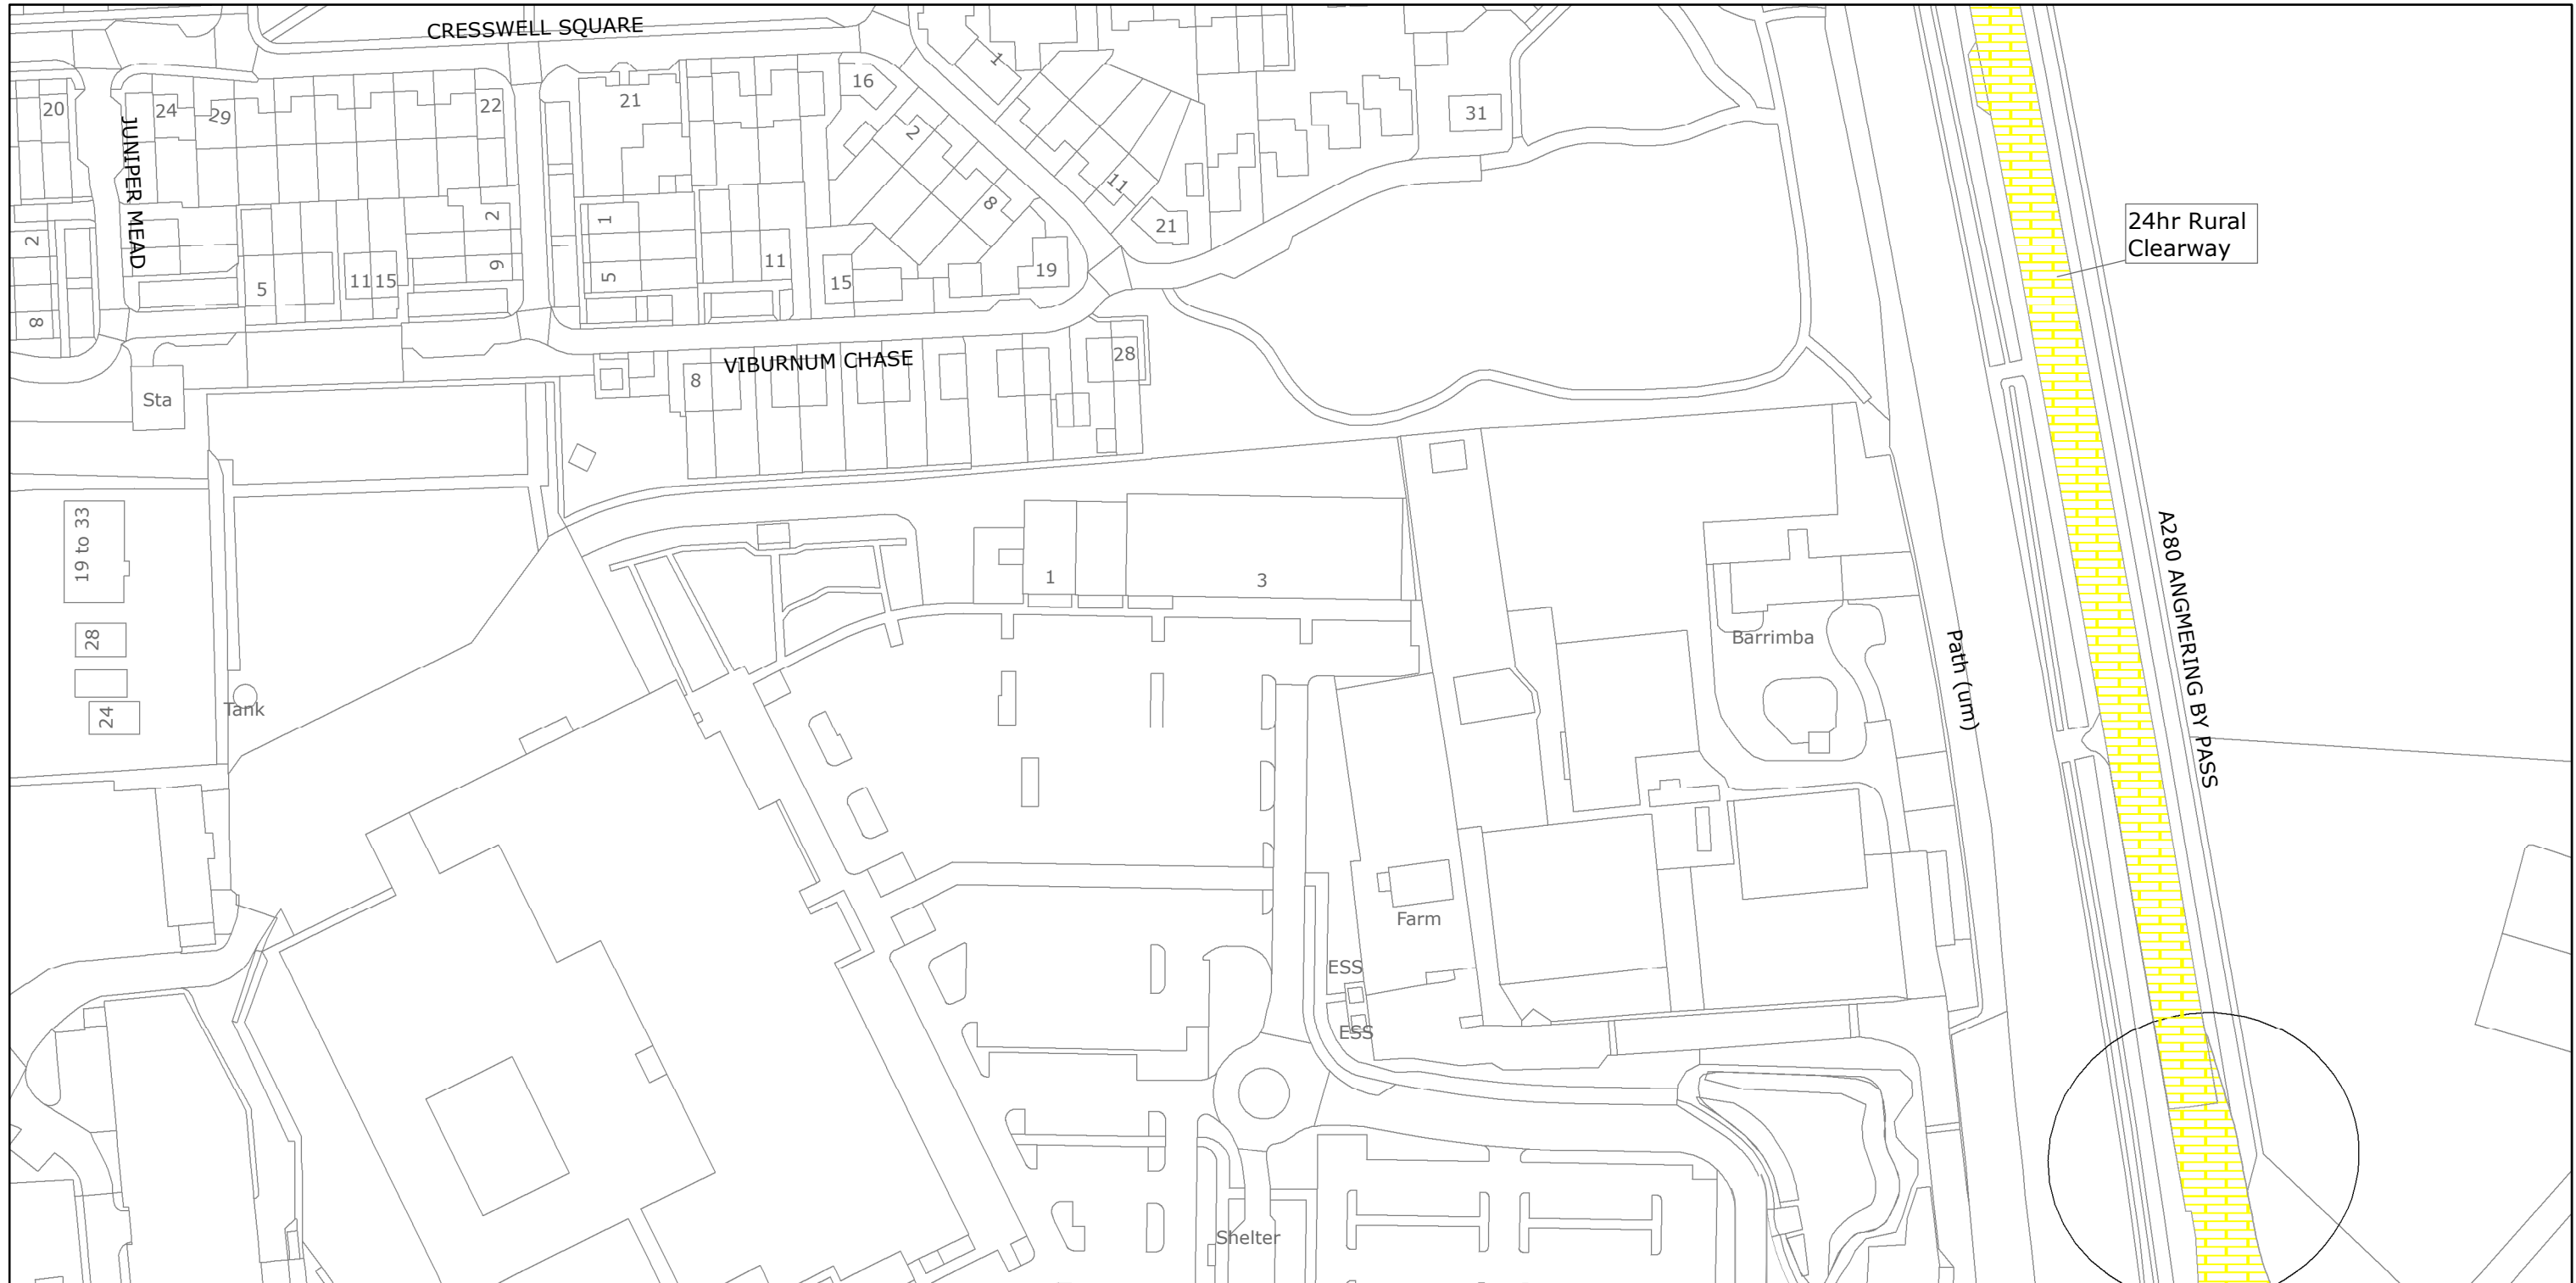 CRESSWELL SQUARE
1
16
20
24
29
22
21
2
31
JUNIPER MEAD
11
8
2
1
21
2
9
5
11
15
5
11
15
19
8
24hr Rural
Clearway
VIBURNUM CHASE
8
28
Sta
19 to 33
1
3
28
24
Tank
Barrimba
Path (um)
A280 ANGMERING BY PASS
Farm
ESS
ESS
Shelter